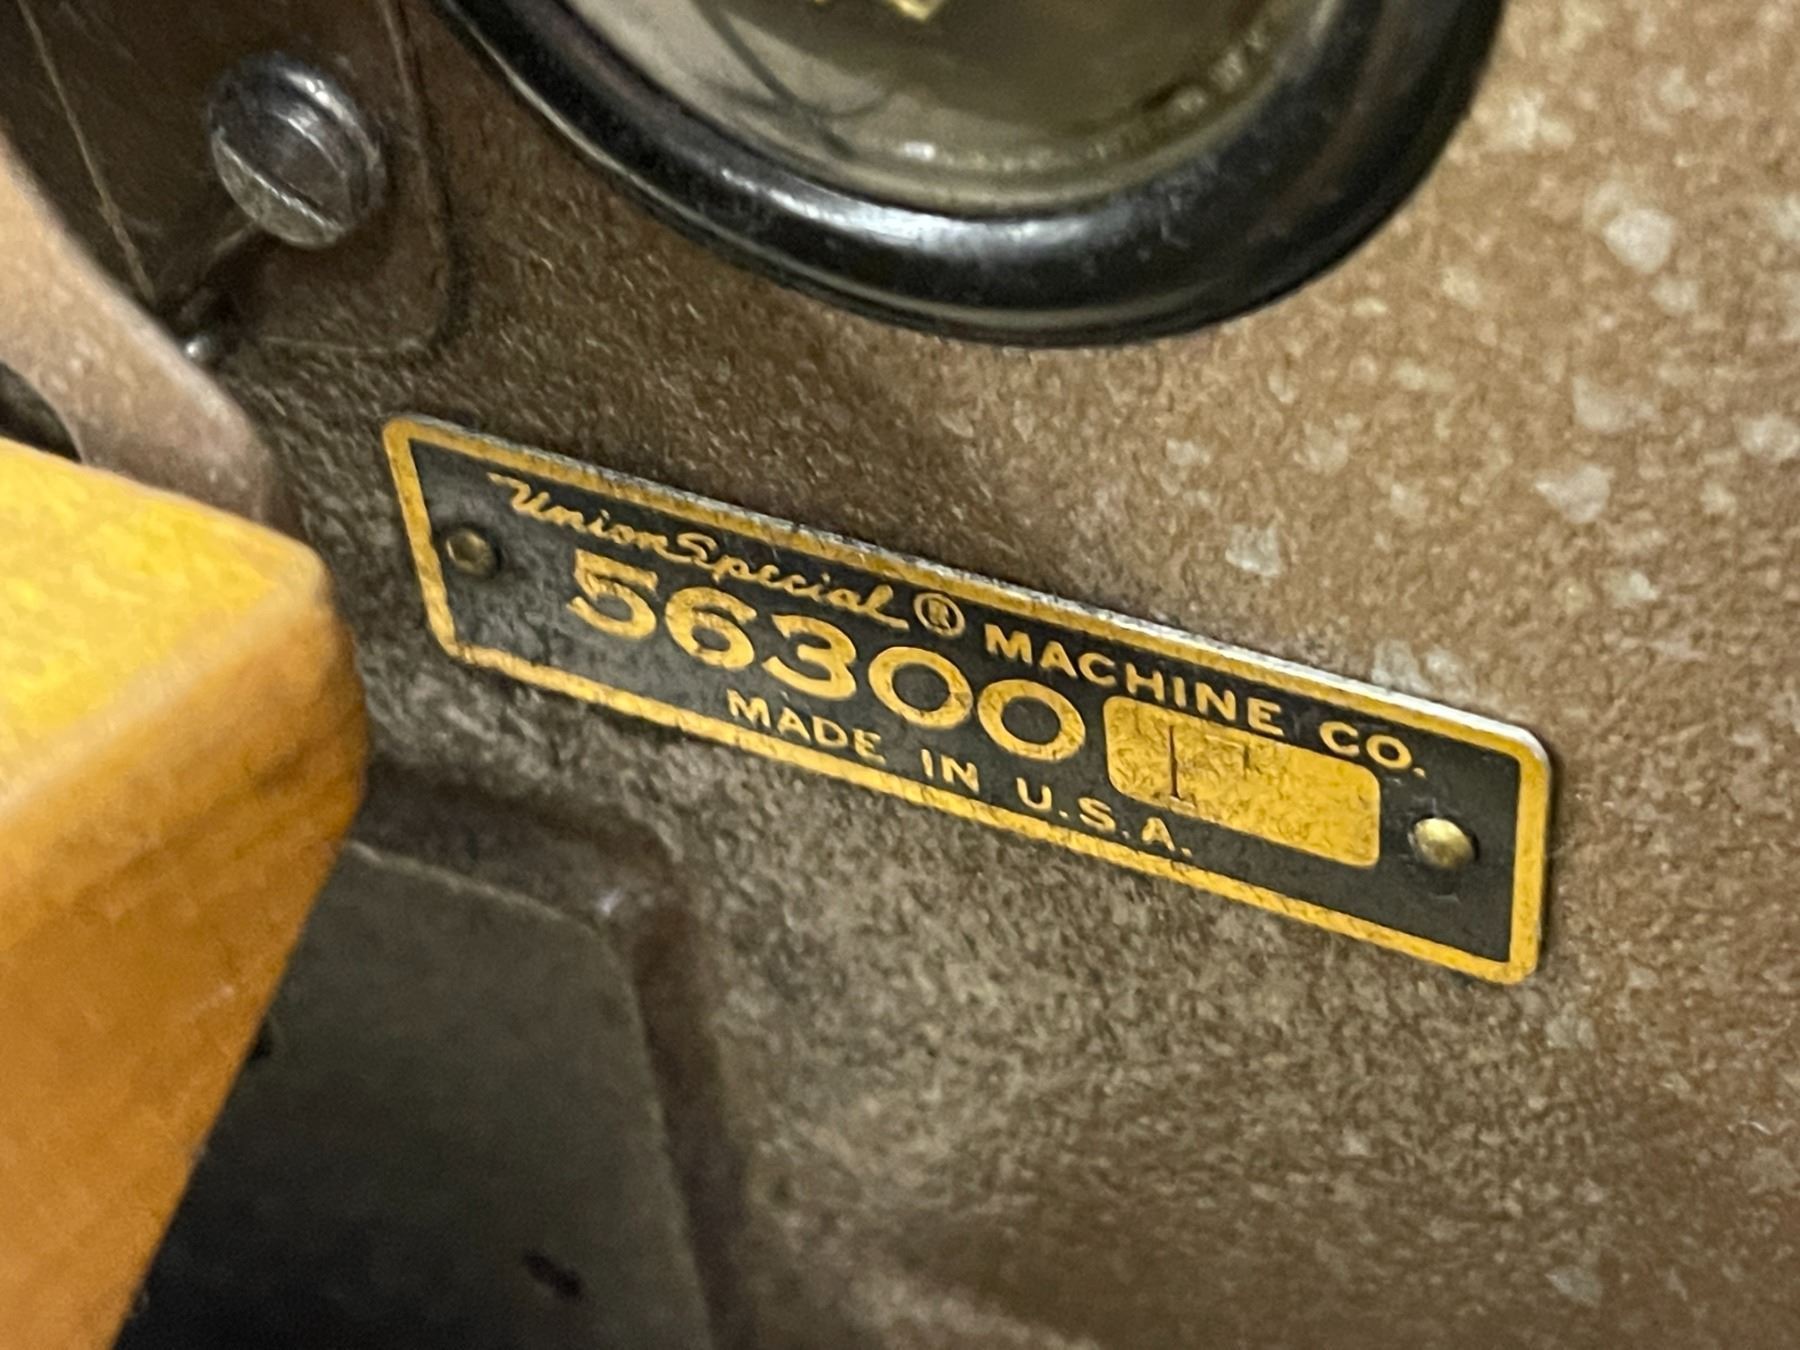 Union Special® MACHINE CO.
56300
MADE IN U.S.A.